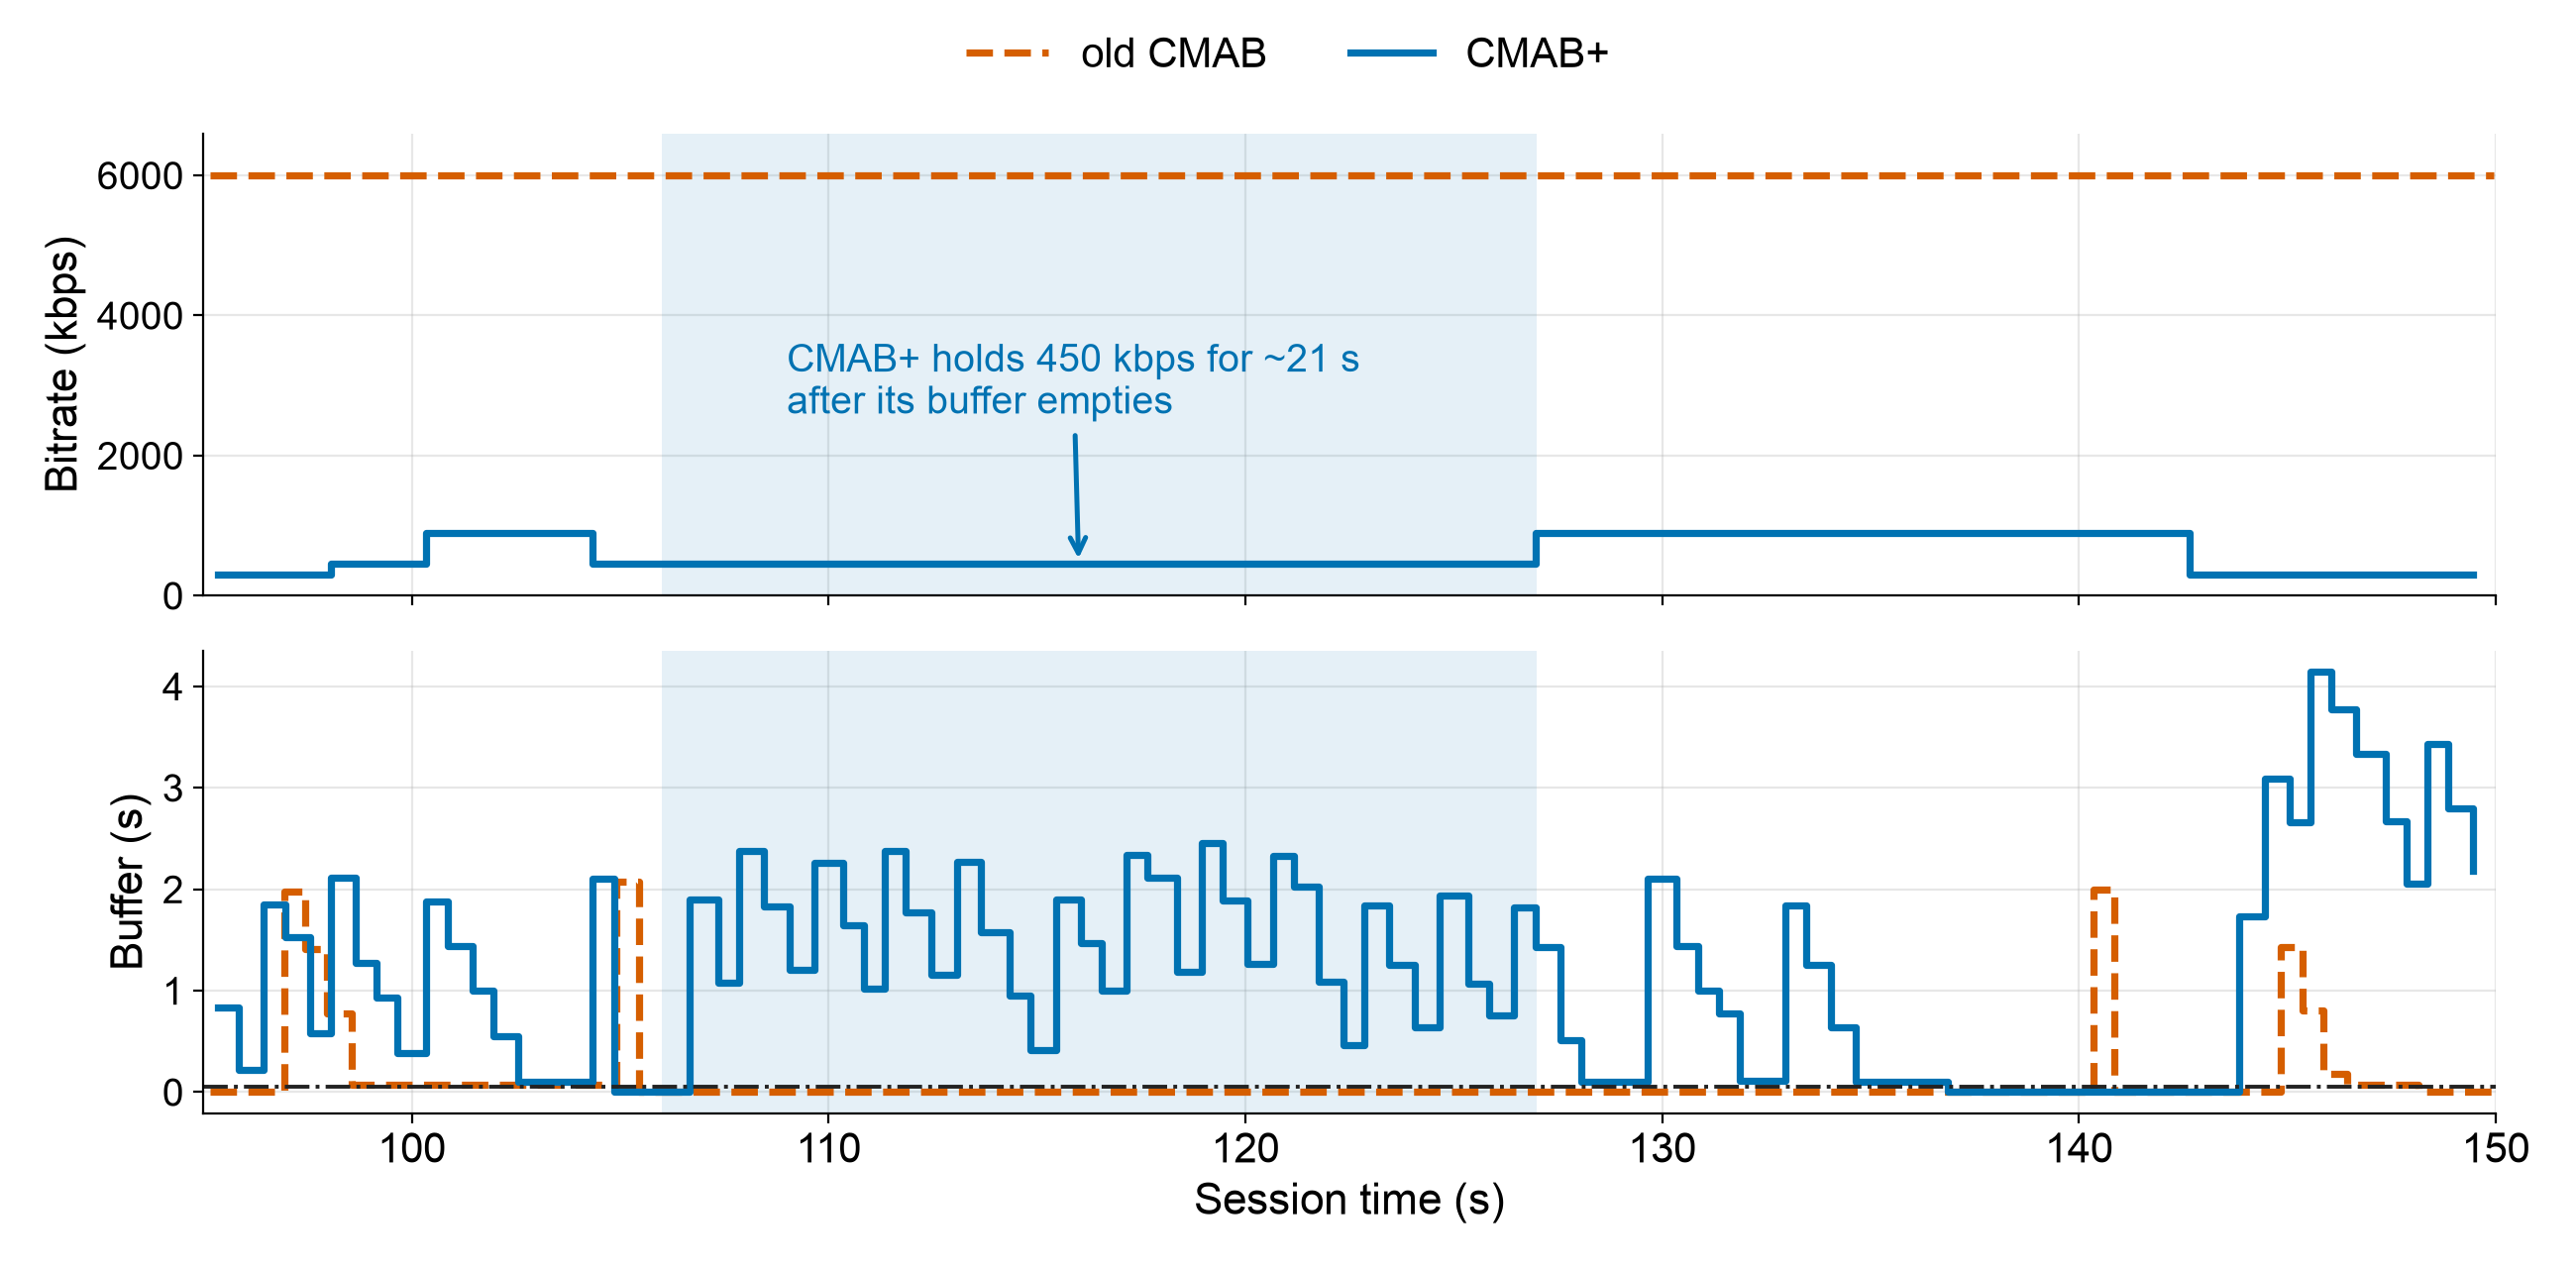 old CMAB
CMAB+
Bitrate (kbps)
6000
4000
2000
0
CMAB+ holds 450 kbps for ~21 s
after its buffer empties
Buffer (s)
4
3
2
1
0
100
110
120
130
140
150
Session time (s)